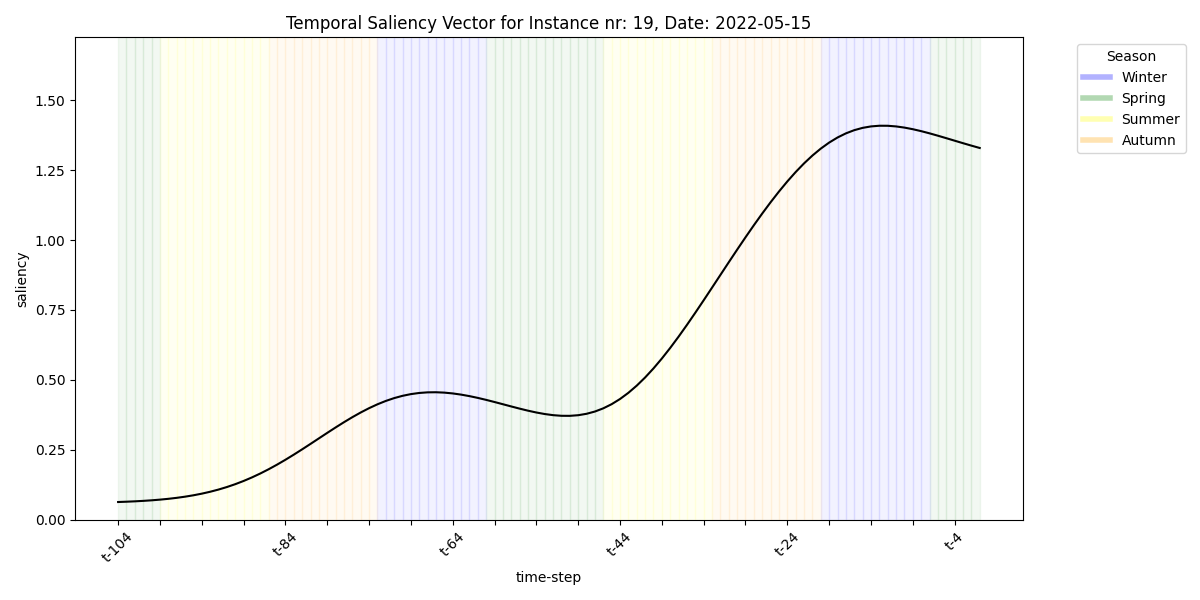 Temporal Saliency Vector for Instance nr: 19, Date: 2022-05-15
Season
Winter
Spring
Summer
Autumn
saliency
1.50
1.25
1.00
0.75
0.50
0.25
0.00
t-104
t-84
t-64
t-44
t-24
t-4
time-step